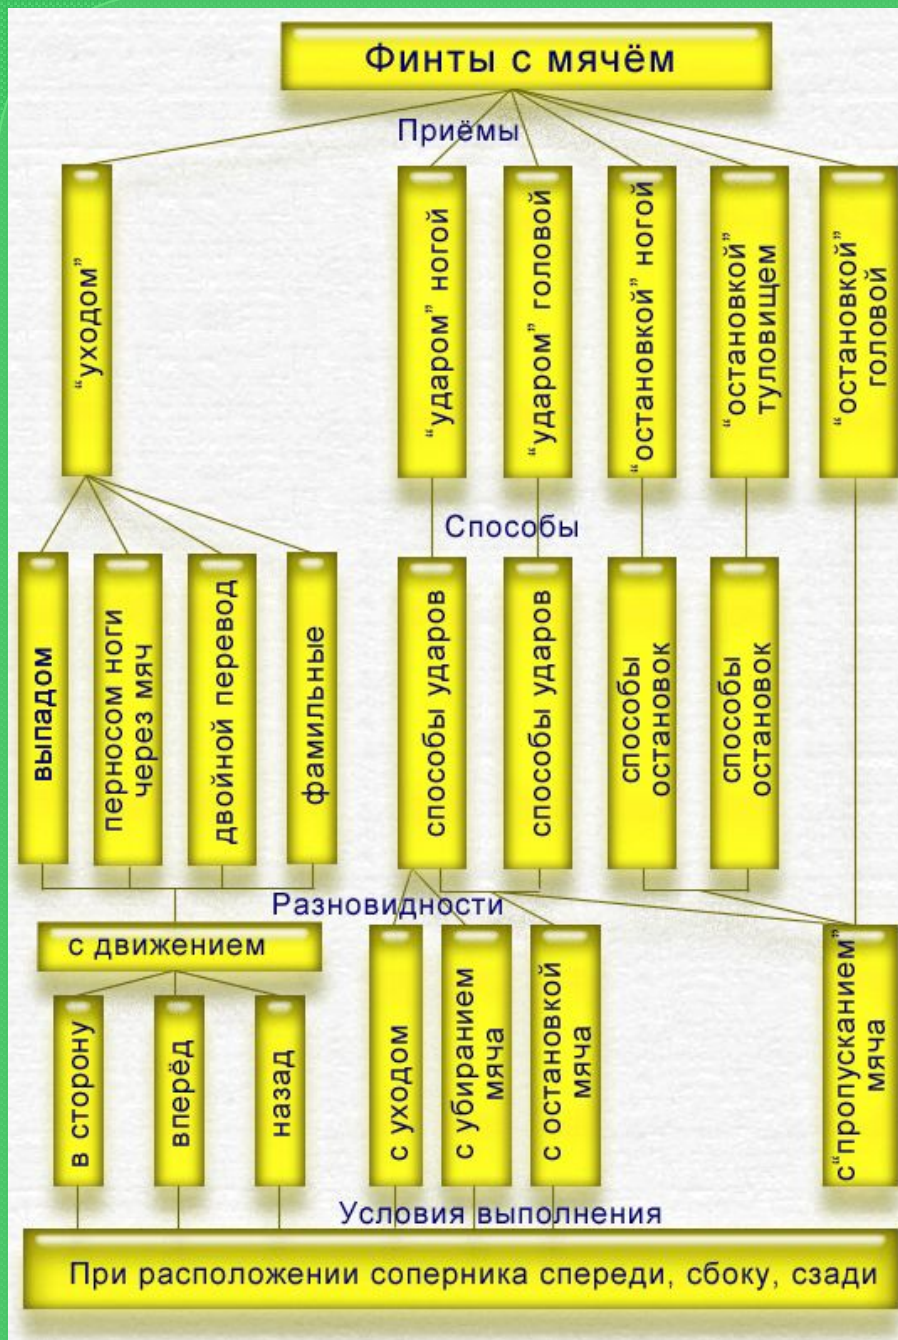 Финты с мячём
Приёмы
“уходом”
“ударом” ногой
“ударом” головой
“остановкой” ногой
“остановкой”
туловищем
“остановкой”
головой
Способы
выпадом
перносом ноги
через мяч
двойной перевод
фамильные
способы ударов
способы ударов
способы
остановок
способы
остановок
Разновидности
с движением
в сторону
вперёд
назад
с уходом
с убиранием
мяча
с остановкой
мяча
с“пропусканием”
мяча
Условия выполнения
При расположении соперника спереди, сбоку, сзади